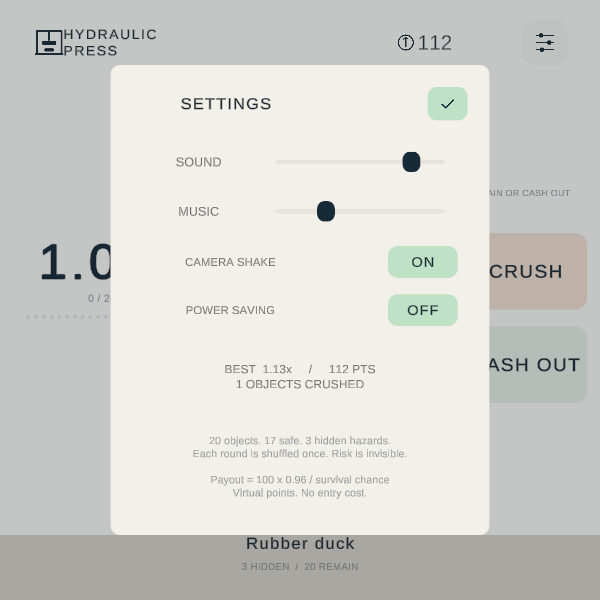 HYDRAULIC
PRESS
112
SETTINGS
SOUND
MUSIC
CAMERA SHAKE
ON
POWER SAVING
OFF
BEST 1.13x / 112 PTS
1 OBJECTS CRUSHED
20 objects. 17 safe. 3 hidden hazards.
Each round is shuffled once. Risk is invisible.
Payout = 100 x 0.96 / survival chance
Virtual points. No entry cost.
OR CASH OUT
1.0
0 /
CRUSH
OUT
Rubber duck
3 HIDDEN / 20 REMAIN